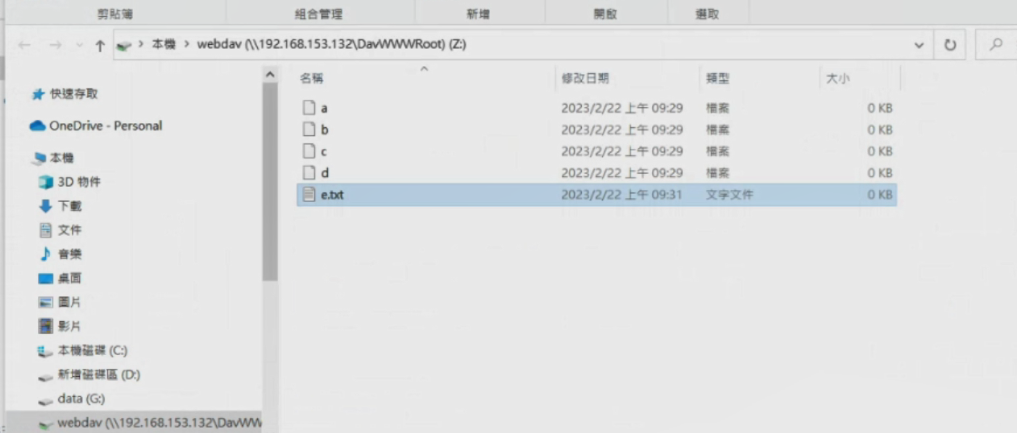 剪貼簿 組合管理 新增 開啟 選取
本機 > webdav (\\192.168.153.132\DavWWWRoot) (Z:)
名稱 修改日期 類型 大小
快速存取
OneDrive - Personal
本機
3D 物件
下載
文件
音樂
桌面
圖片
影片
本機磁碟 (C:)
新增磁碟區 (D:)
data (G:)
webdav (\\192.168.153.132\DavWW
a 2023/2/22 上午 09:29 檔案 0 KB
b 2023/2/22 上午 09:29 檔案 0 KB
c 2023/2/22 上午 09:29 檔案 0 KB
d 2023/2/22 上午 09:29 檔案 0 KB
e.txt 2023/2/22 上午 09:31 文字文件 0 KB